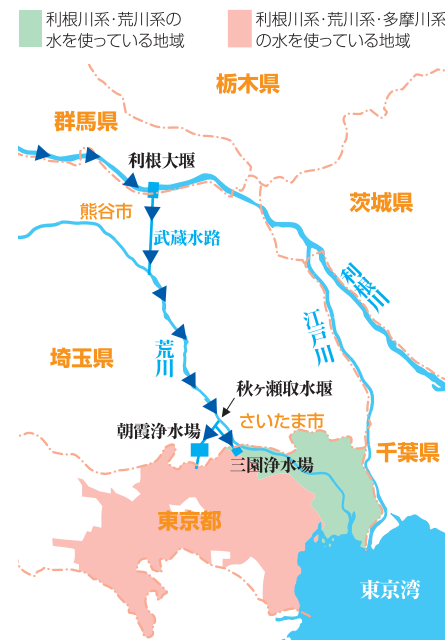 利根川系・荒川系の
水を使っている地域
利根川系・荒川系・多摩川系
の水を使っている地域
栃木県
群馬県
利根大堰
茨城県
熊谷市
武蔵水路
利根川
江戸川
荒川
埼玉県
秋ヶ瀬取水堰
さいたま市
朝霞浄水場
千葉県
三園浄水場
東京都
東京湾